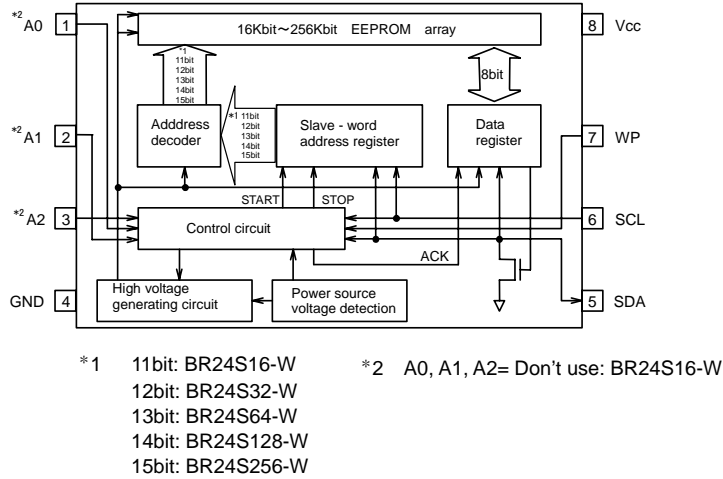 *2 A0 1
16Kbit～256Kbit EEPROM array
8 Vcc
*1
11bit
12bit
13bit
14bit
15bit
8bit
*2 A1 2
Adddress
decoder
*1 11bit
12bit
13bit
14bit
15bit
Slave - word
address register
Data
register
7 WP
START
STOP
*2 A2 3
Control circuit
6 SCL
ACK
GND 4
High voltage
generating circuit
Power source
voltage detection
5 SDA
*1 11bit: BR24S16-W
12bit: BR24S32-W
13bit: BR24S64-W
14bit: BR24S128-W
15bit: BR24S256-W
*2 A0, A1, A2= Don't use: BR24S16-W